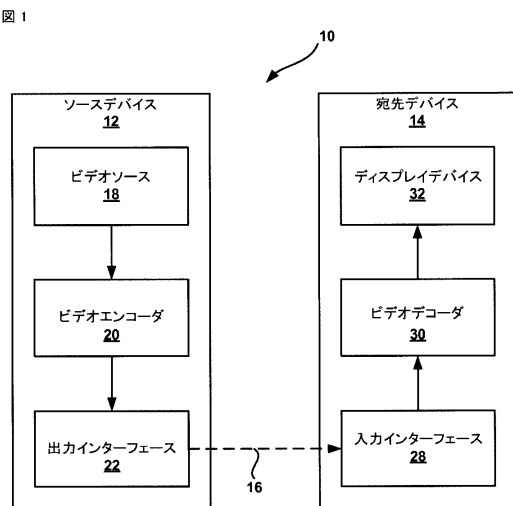 図 1
10
ソースデバイス
12
ビデオソース
18
ビデオエンコーダ
20
出力インターフェース
22
16
宛先デバイス
14
ディスプレイデバイス
32
ビデオデコーダ
30
入力インターフェース
28